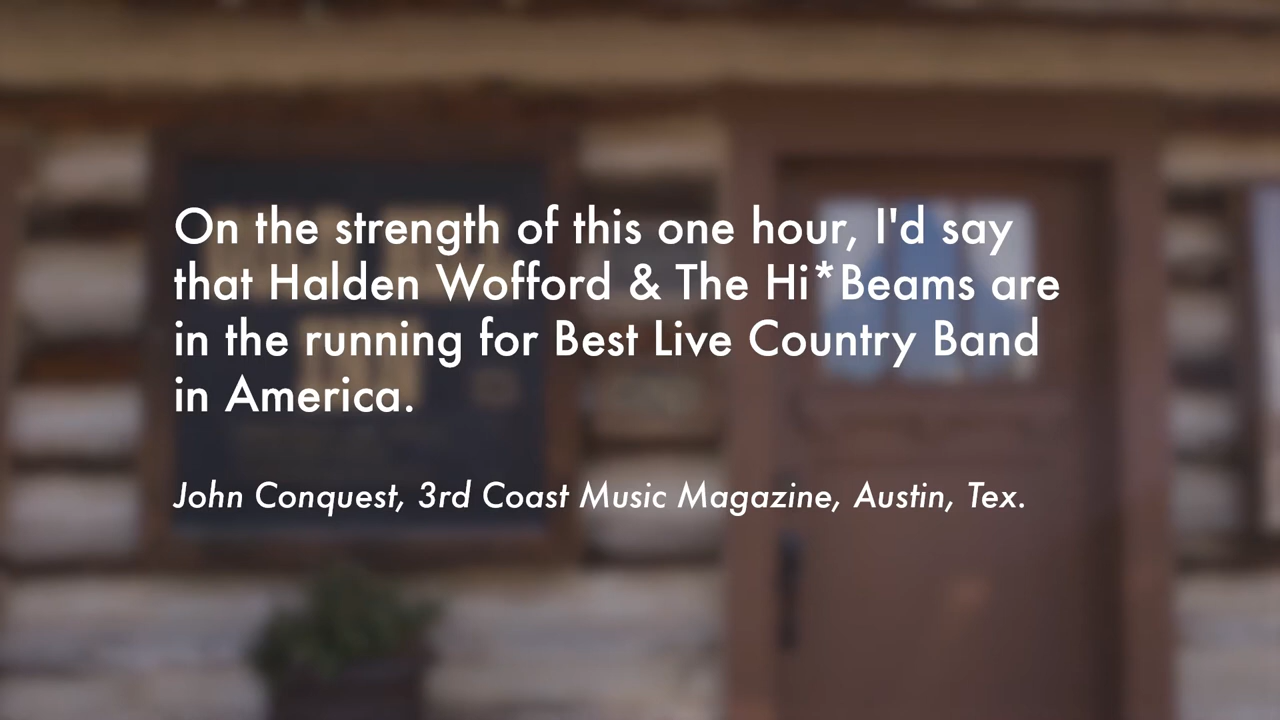 On the strength of this one hour, I'd say
that Halden Wofford & The Hi*Beams are
in the running for Best Live Country Band
in America.
John Conquest, 3rd Coast Music Magazine, Austin, Tex.